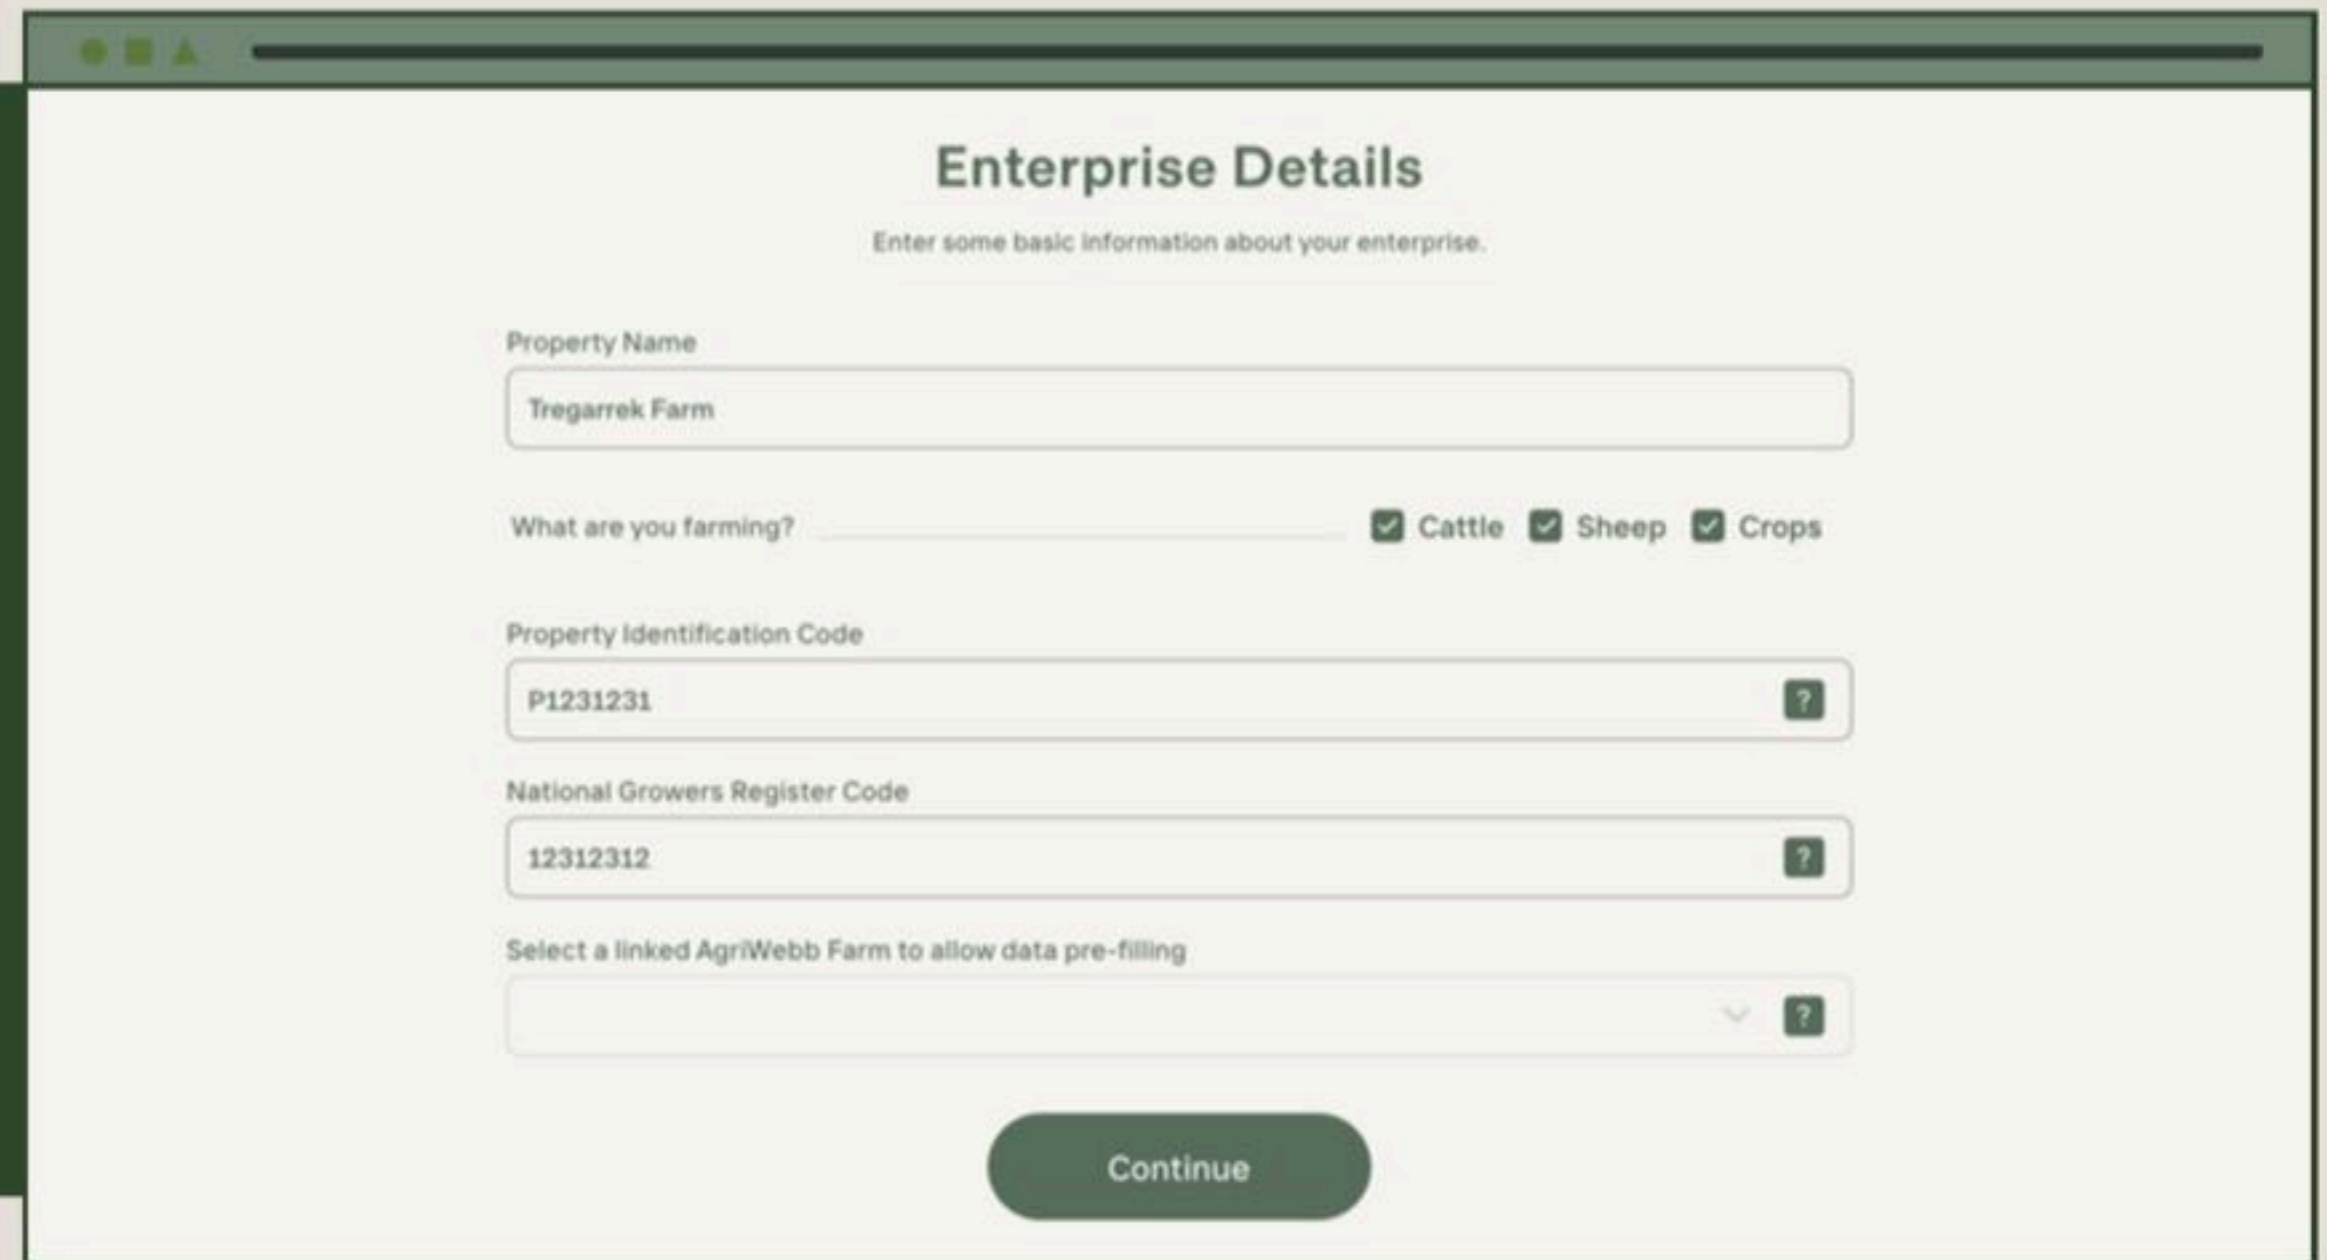 Enterprise Details
Enter some basic information about your enterprise.
Property Name
Tregarrek Farm
What are you farming? Cattle Sheep Crops
Property Identification Code
P1231231
?
National Growers Register Code
12312312
?
Select a linked AgriWebb Farm to allow data pre-filling
?
Continue